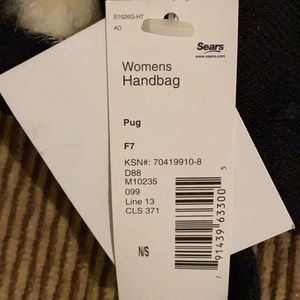 S1028G-HT
AD
Sears
www.sears.com
Womens
Handbag
Pug
F7
KSN#: 70419910-8
D88
M10235
099
Line 13
CLS 371
N/S
7 91439 63300 5